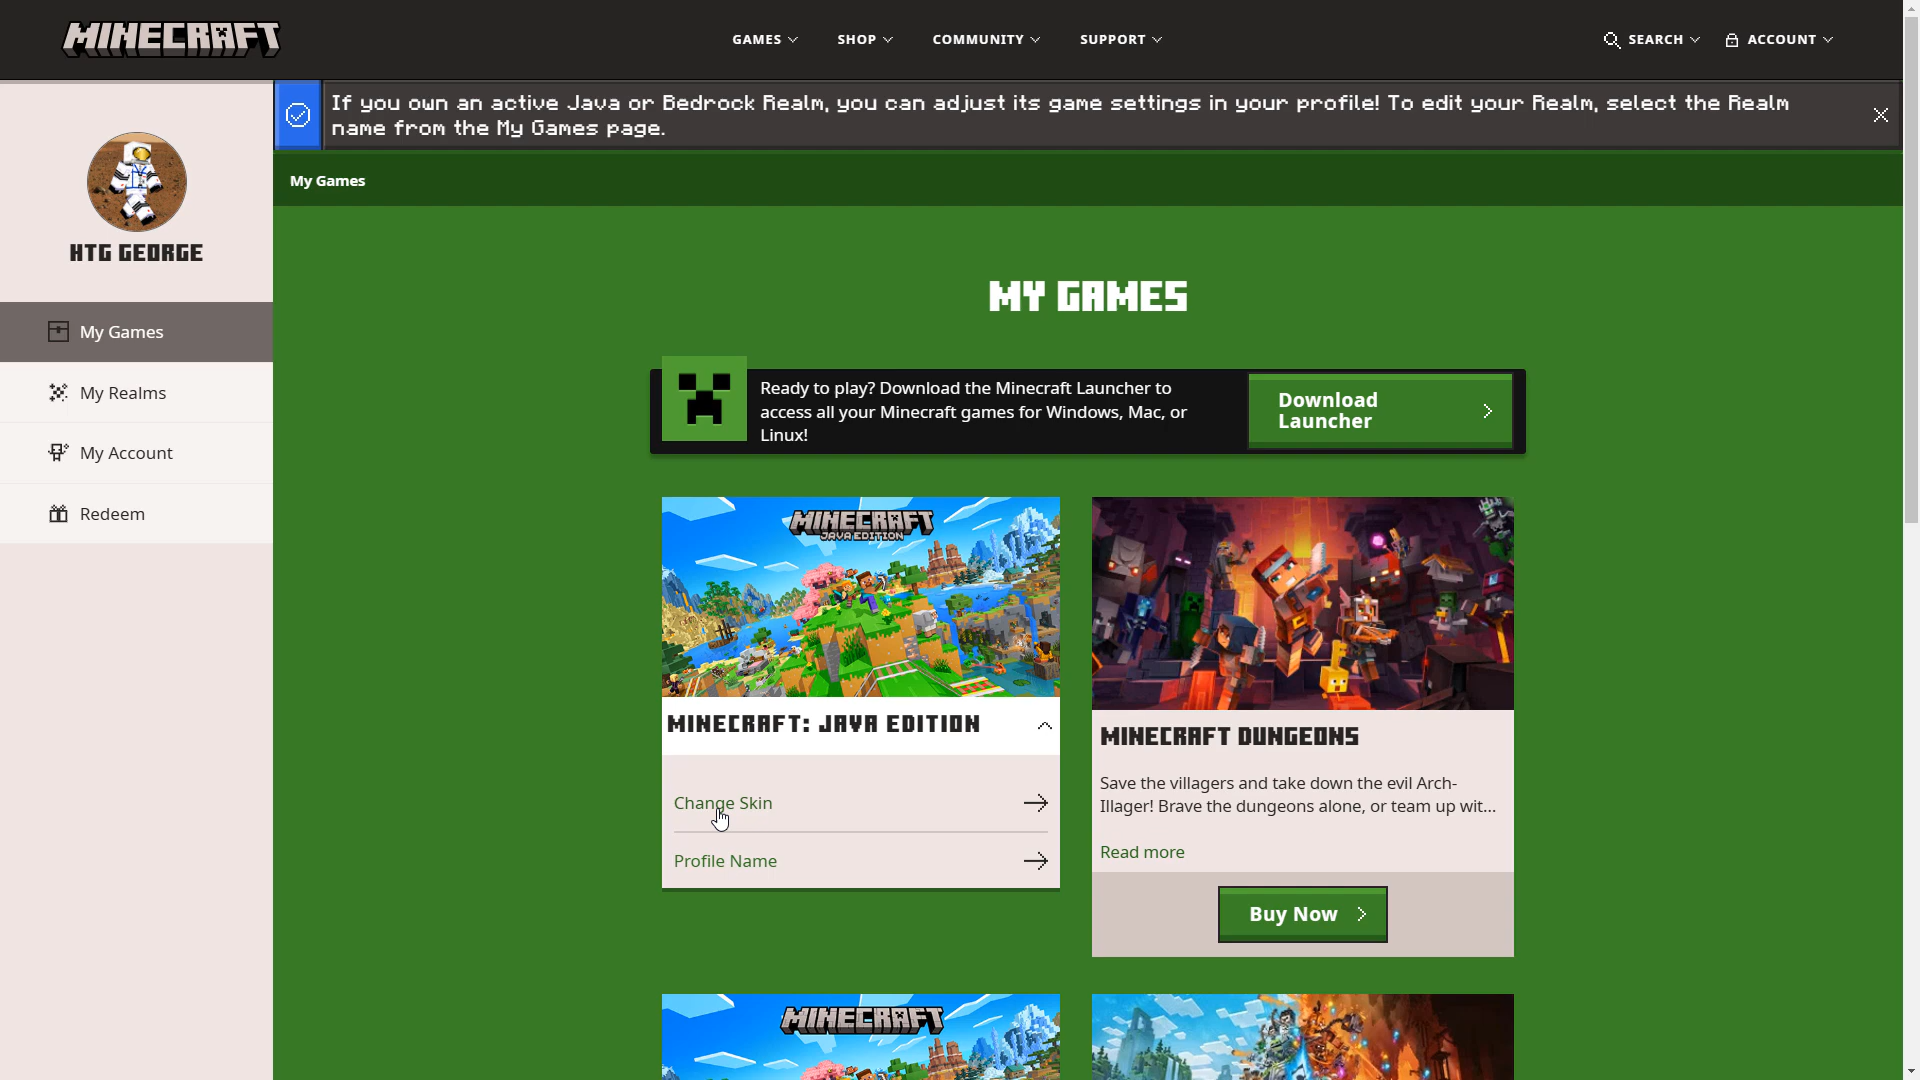 MINECRAFT
GAMES
SHOP
COMMUNITY
SUPPORT
SEARCH
ACCOUNT
If you own an active Java or Bedrock Realm, you can adjust its game settings in your profile! To edit your Realm, select the Realm
name from the My Games page.
HTG GEORGE
My Games
My Realms
My Account
Redeem
My Games
MY GAMES
Ready to play? Download the Minecraft Launcher to
access all your Minecraft games for Windows, Mac, or
Linux!
Download
Launcher
MINECRAFT
JAVA EDITION
MINECRAFT: JAVA EDITION
Change Skin
Profile Name
MINECRAFT DUNGEONS
Save the villagers and take down the evil Arch-
Illager! Brave the dungeons alone, or team up wit...
Read more
Buy Now
MINECRAFT